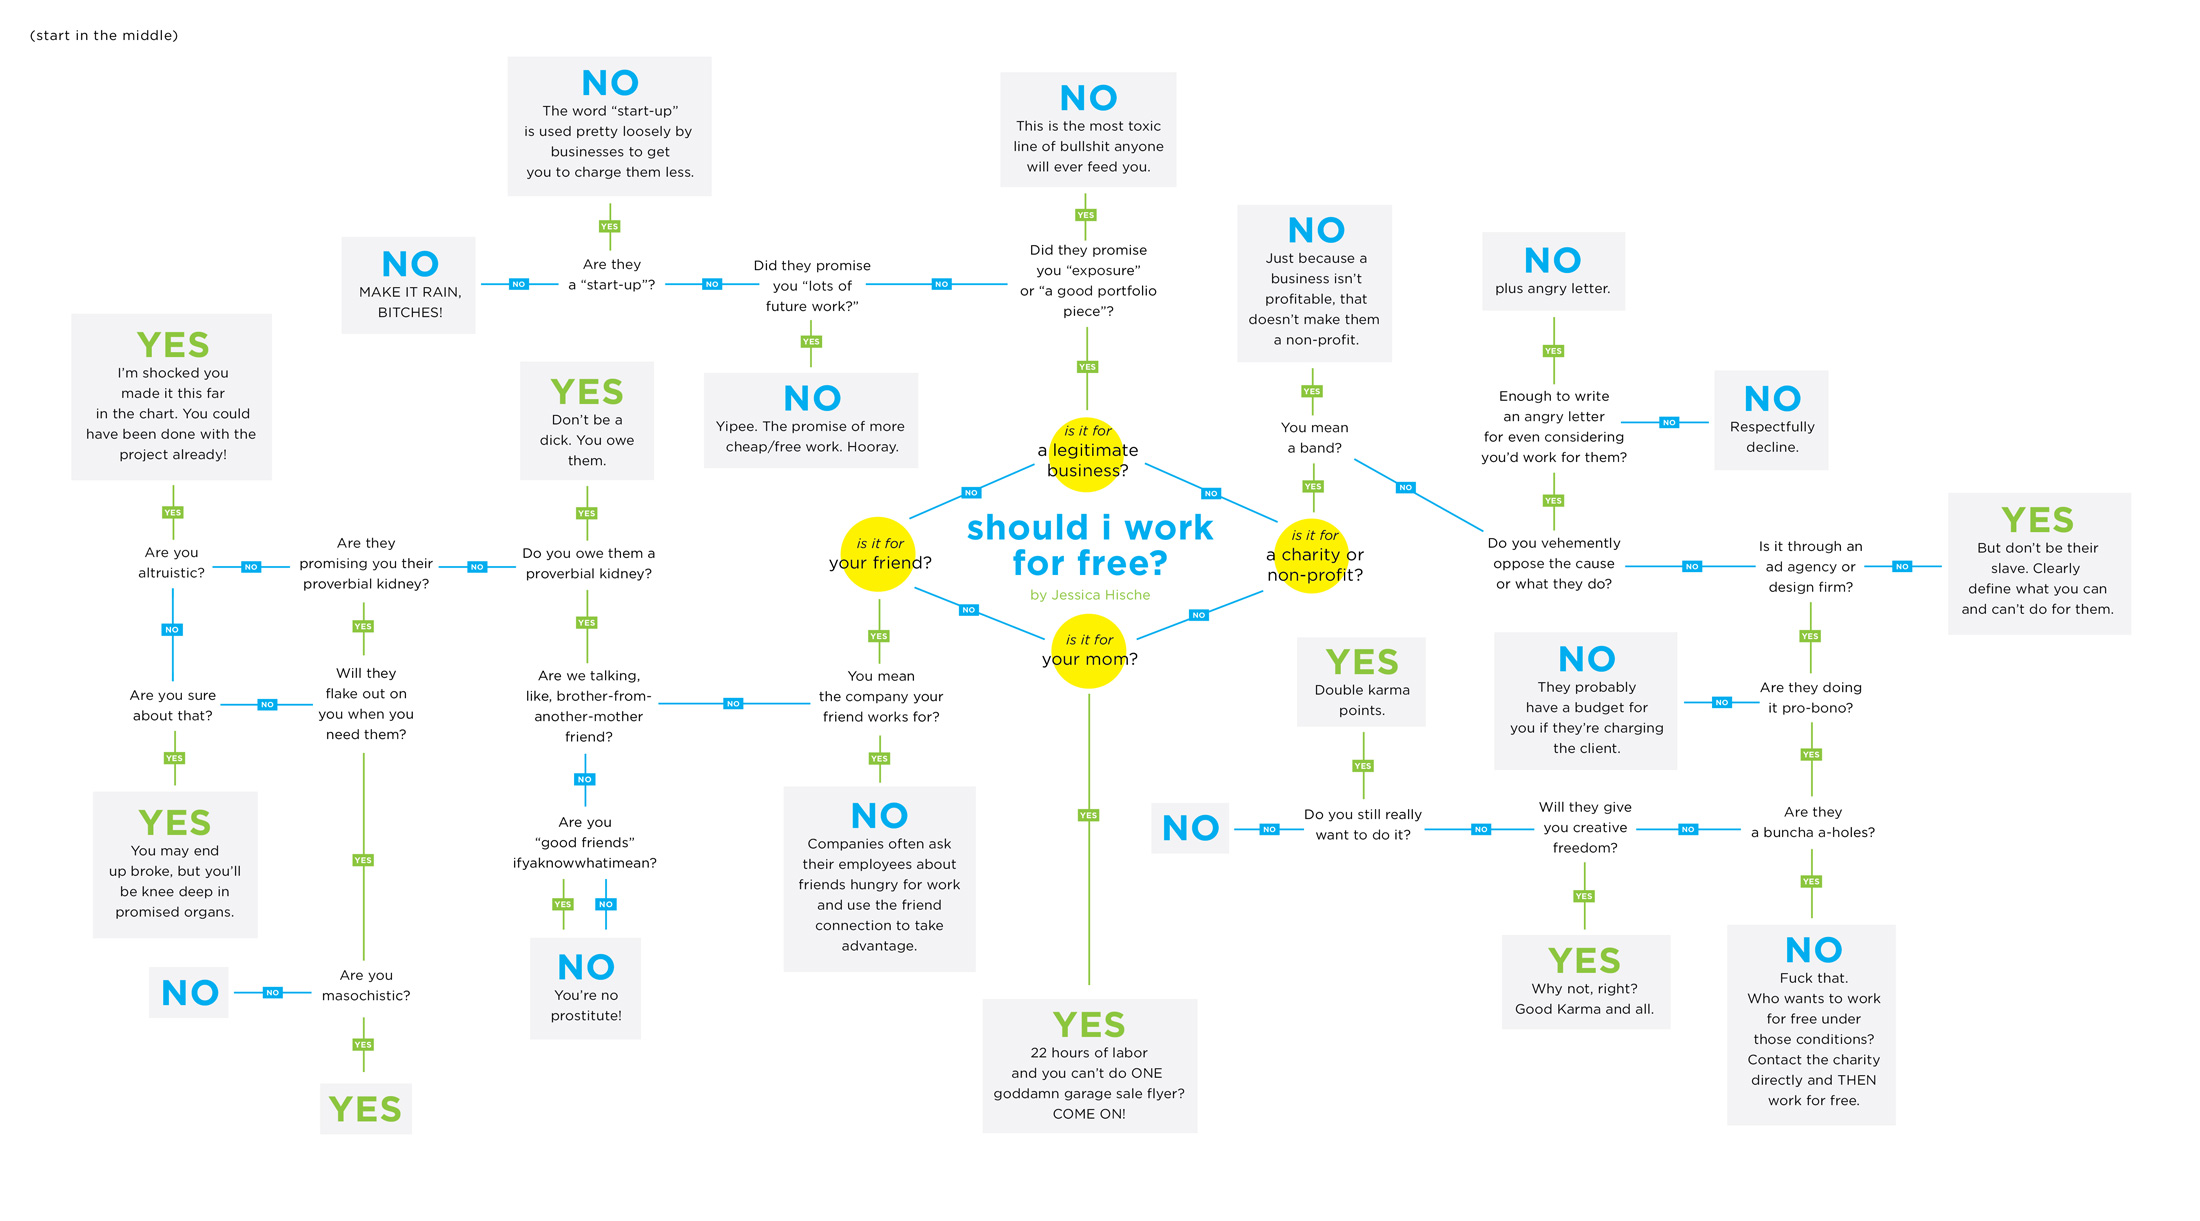 (start in the middle)
NO
The word “start-up”
is used pretty loosely by
businesses to get
you to charge them less.
YES
Are they
a “start-up”?
NO
NO
MAKE IT RAIN,
BITCHES!
NO
Did they promise
you “lots of
future work?”
YES
NO
Yipee. The promise of more
cheap/free work. Hooray.
NO
NO
This is the most toxic
line of bullshit anyone
will ever feed you.
YES
Did they promise
you “exposure”
or “a good portfolio
piece”?
YES
is it for
a legitimate
business?
NO
NO
should i work
for free?
by Jessica Hische
is it for
your friend?
NO
is it for
a charity or
non-profit?
NO
is it for
your mom?
YES
YES
22 hours of labor
and you can’t do ONE
goddamn garage sale flyer?
COME ON!
YES
You mean
the company your
friend works for?
YES
NO
Companies often ask
their employees about
friends hungry for work
and use the friend
connection to take
advantage.
NO
Are we talking,
like, brother-from-
another-mother
friend?
NO
Are you
“good friends”
ifyaknowwhatimean?
YES
NO
NO
You’re no
prostitute!
YES
Do you owe them a
proverbial kidney?
YES
YES
Don’t be a
dick. You owe
them.
NO
Are they
promising you their
proverbial kidney?
YES
Will they
flake out on
you when you
need them?
YES
Are you
masochistic?
NO
NO
YES
YES
NO
Are you
altruistic?
YES
YES
I’m shocked you
made it this far
in the chart. You could
have been done with the
project already!
NO
Are you sure
about that?
NO
YES
YES
You may end
up broke, but you’ll
be knee deep in
promised organs.
YES
You mean
a band?
YES
NO
Just because a
business isn’t
profitable, that
doesn’t make them
a non-profit.
NO
Do you vehemently
oppose the cause
or what they do?
YES
Enough to write
an angry letter
for even considering
you’d work for them?
YES
NO
plus angry letter.
NO
NO
Respectfully
decline.
NO
Is it through an
ad agency or
design firm?
NO
YES
But don’t be their
slave. Clearly
define what you can
and can’t do for them.
YES
Are they doing
it pro-bono?
NO
NO
They probably
have a budget for
you if they’re charging
the client.
YES
Are they
a buncha a-holes?
YES
NO
Fuck that.
Who wants to work
for free under
those conditions?
Contact the charity
directly and THEN
work for free.
NO
Will they give
you creative
freedom?
YES
YES
Why not, right?
Good Karma and all.
NO
Do you still really
want to do it?
YES
YES
Double karma
points.
NO
NO